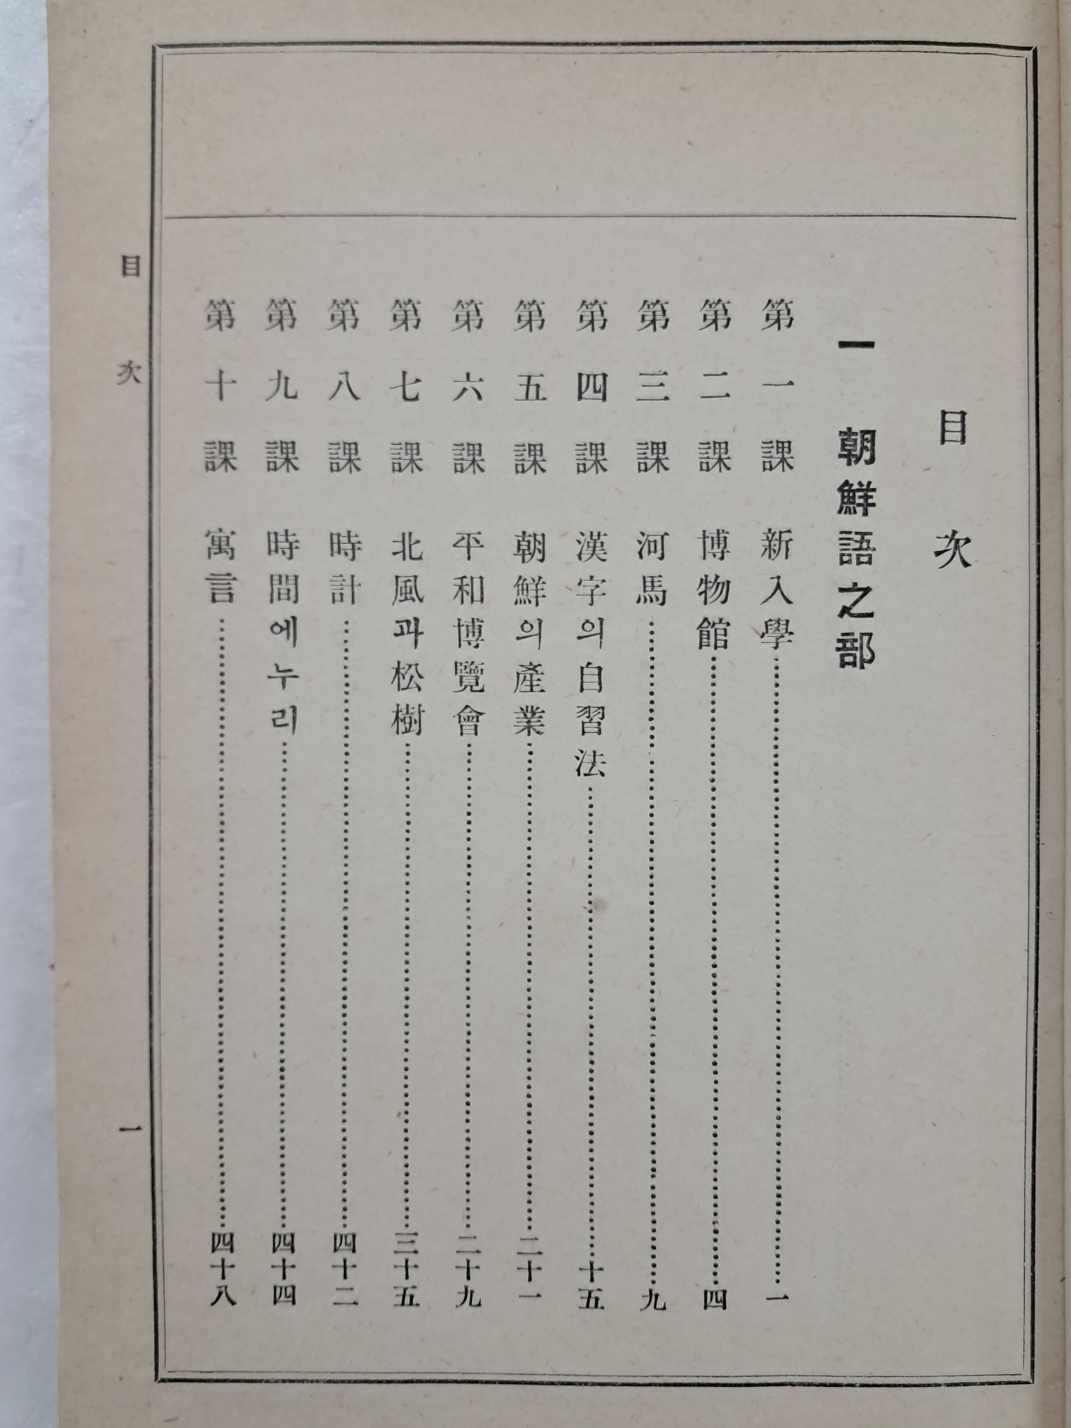 目次
一 朝鮮語之部
第一課 新入學……一
第二課 博物館……四
第三課 河馬……九
第四課 漢字의自習法……十五
第五課 朝鮮의產業……二十一
第六課 平和博覽會……二十九
第七課 北風과松樹……三十五
第八課 時計……四十二
第九課 時間에누리……四十四
第十課 寓言……四十八
目次 一